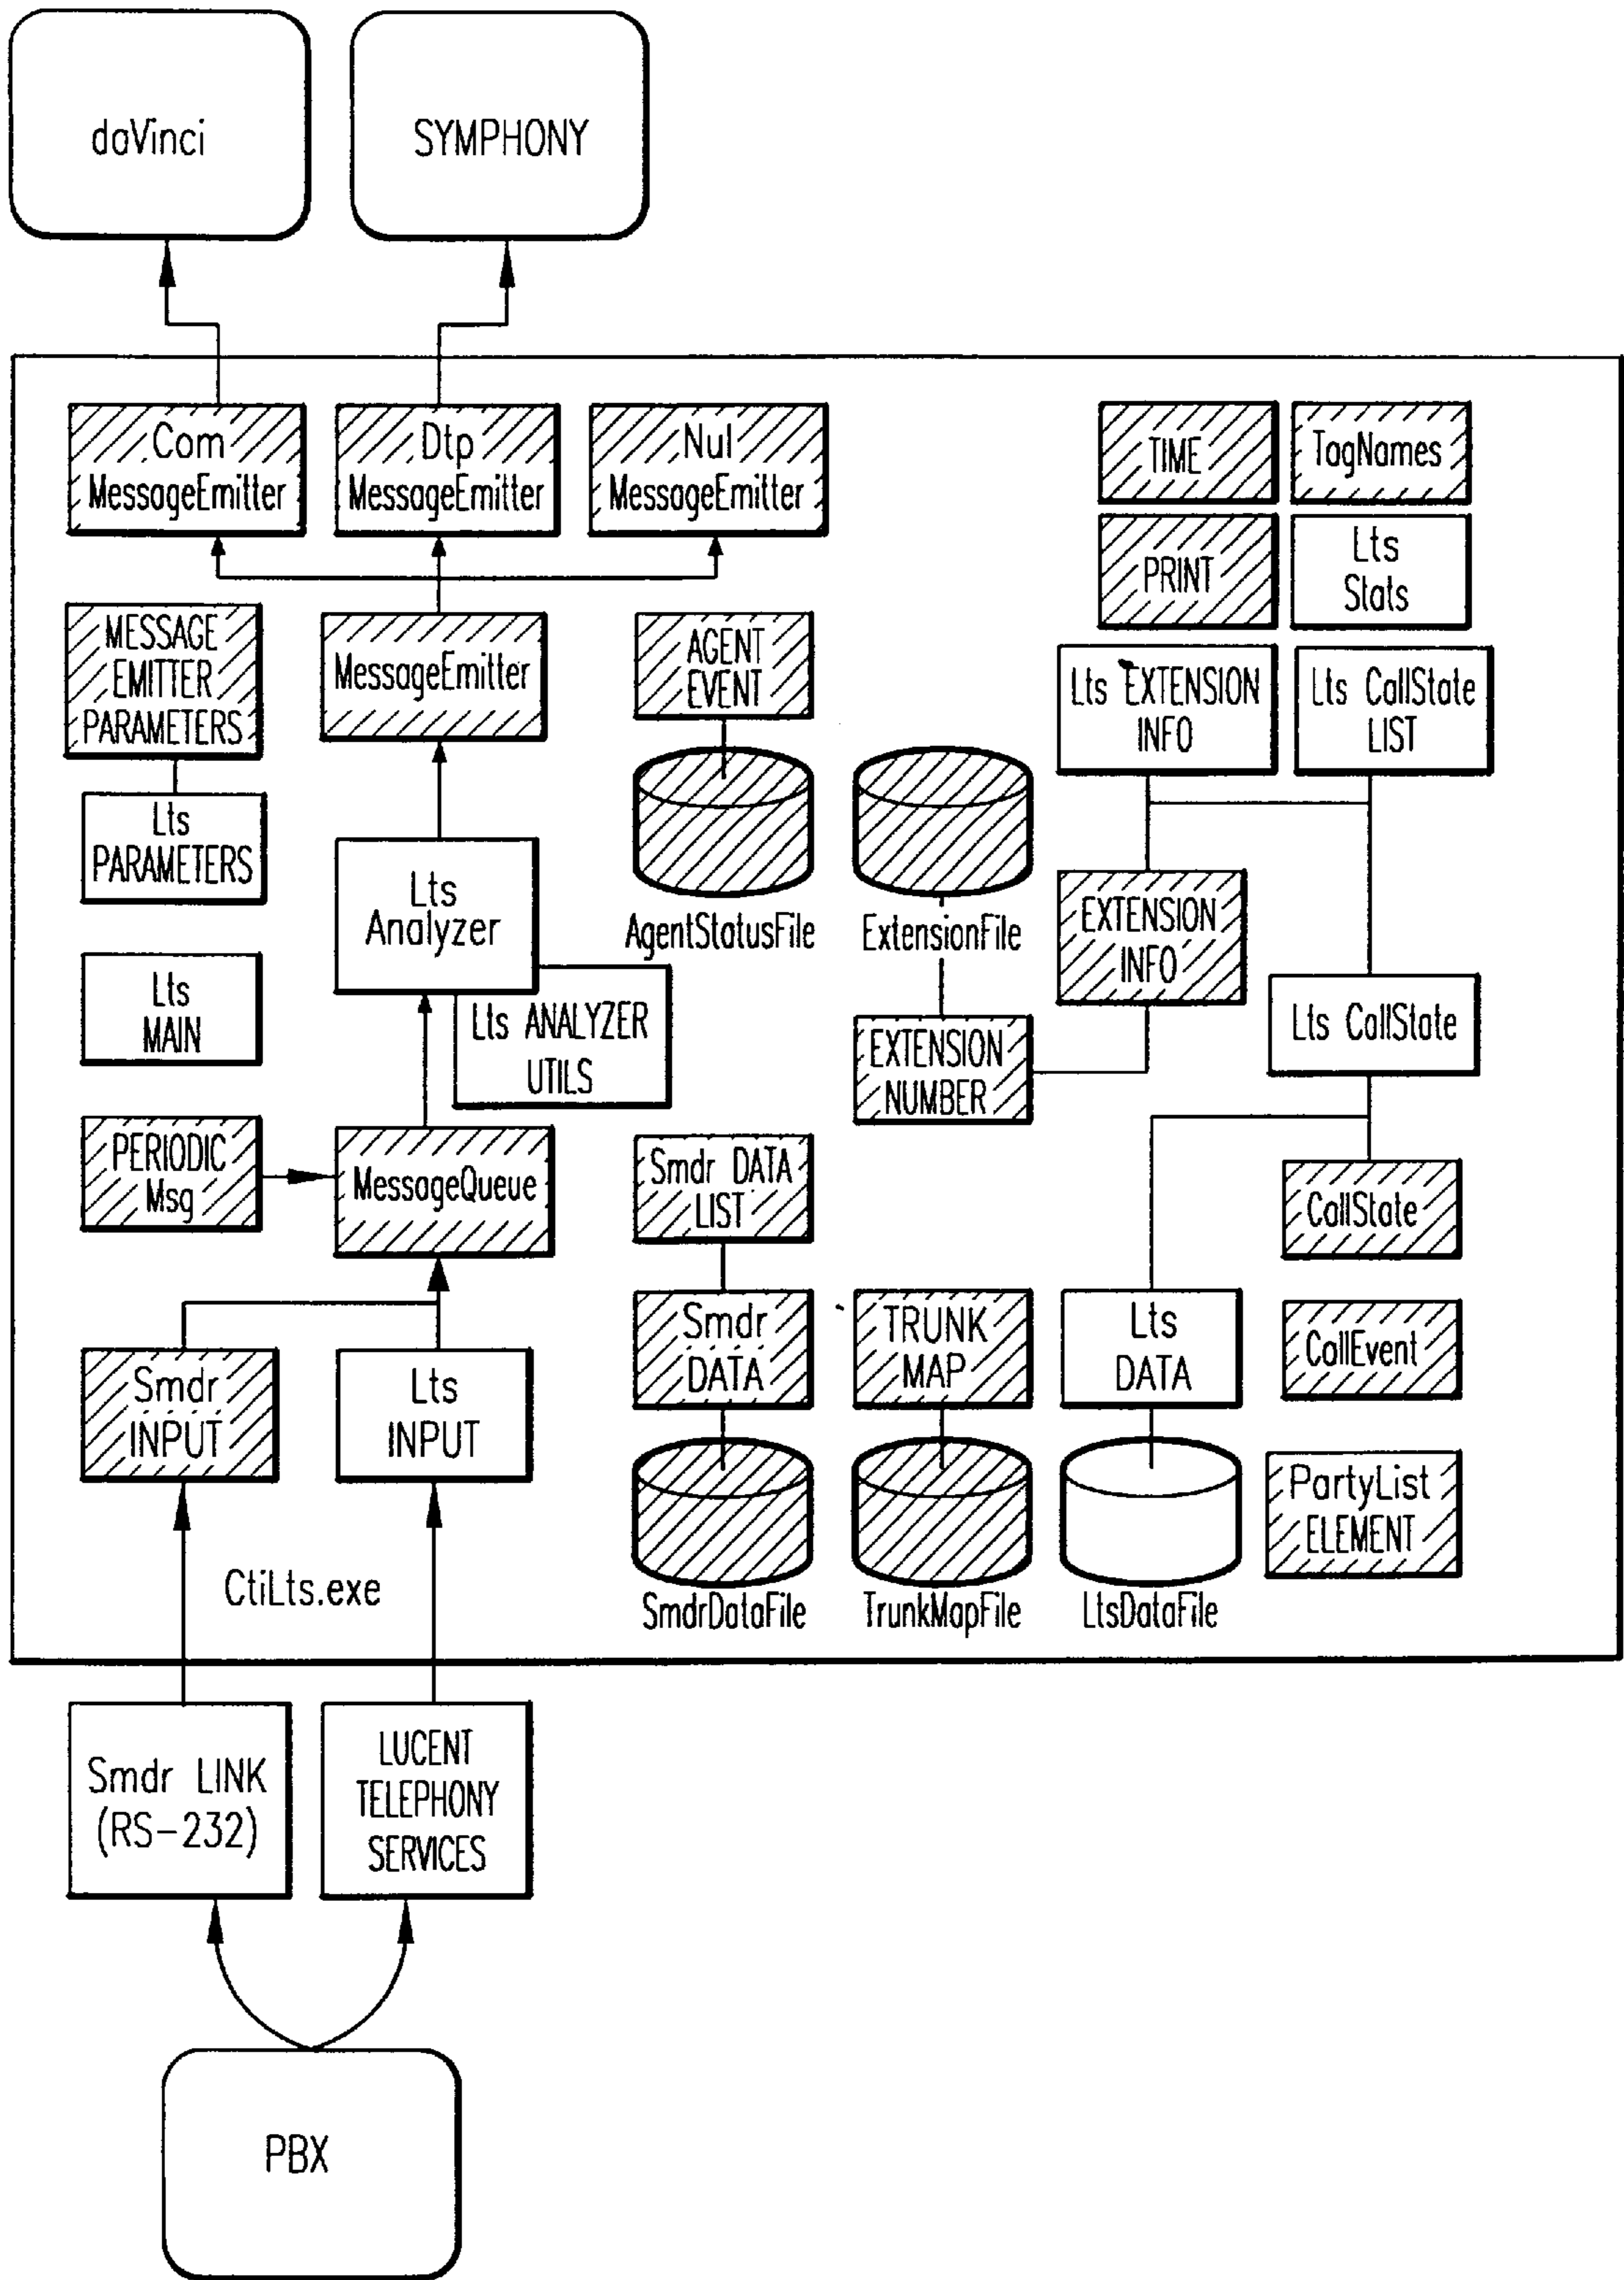 daVinci
SYMPHONY
Com
MessageEmitter
Dtp
MessageEmitter
Nul
MessageEmitter
TIME
TagNames
PRINT
Lts
Stats
MESSAGE
EMITTER
PARAMETERS
MessageEmitter
AGENT
EVENT
Lts EXTENSION
INFO
Lts CallState
LIST
Lts
PARAMETERS
Lts
Analyzer
AgentStatusFile
ExtensionFile
EXTENSION
INFO
Lts
MAIN
Lts ANALYZER
UTILS
EXTENSION
NUMBER
Lts CallState
PERIODIC
Msg
MessageQueue
Smdr DATA
LIST
CallState
Smdr
INPUT
Lts
INPUT
Smdr
DATA
TRUNK
MAP
Lts
DATA
CallEvent
PartyList
ELEMENT
CtiLts.exe
SmdrDataFile
TrunkMapFile
LtsDataFile
Smdr LINK
(RS-232)
LUCENT
TELEPHONY
SERVICES
PBX